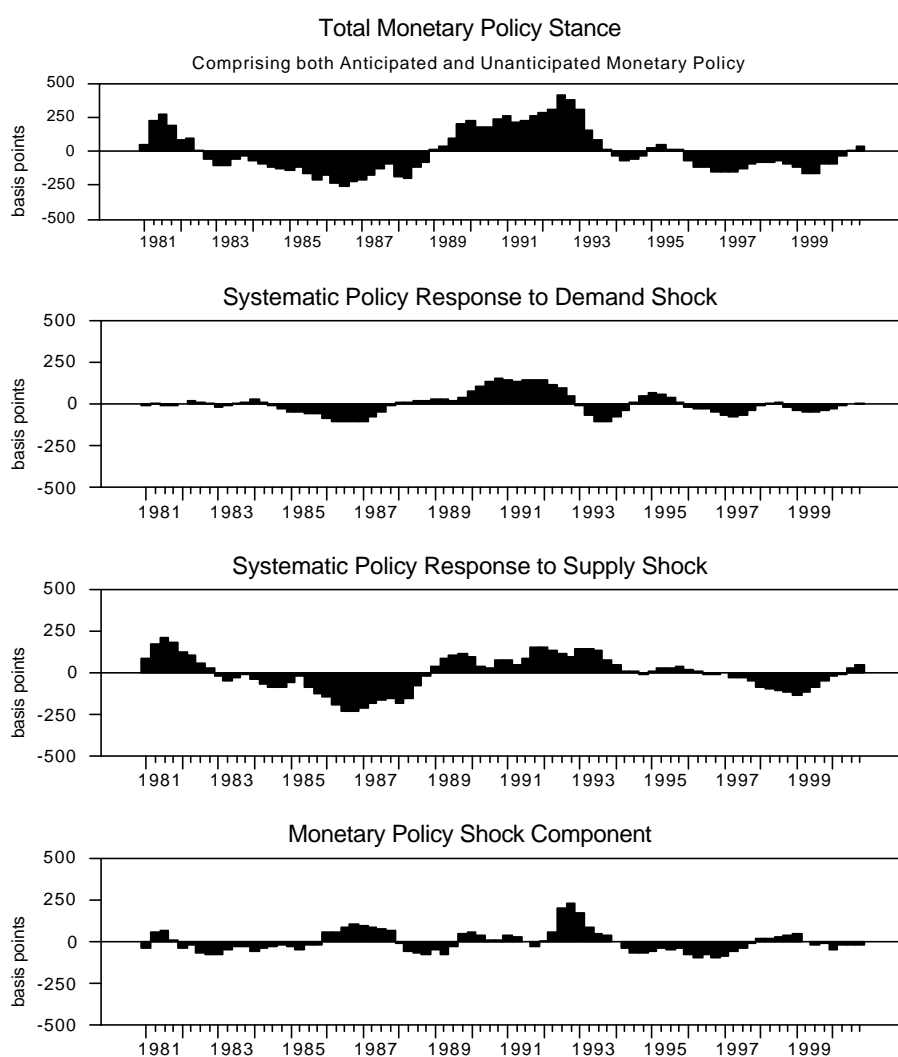 Total Monetary Policy Stance
Comprising both Anticipated and Unanticipated Monetary Policy
500
250
0
-250
-500
basis points
1981 1983 1985 1987 1989 1991 1993 1995 1997 1999
Systematic Policy Response to Demand Shock
500
250
0
-250
-500
basis points
1981 1983 1985 1987 1989 1991 1993 1995 1997 1999
Systematic Policy Response to Supply Shock
500
250
0
-250
-500
basis points
1981 1983 1985 1987 1989 1991 1993 1995 1997 1999
Monetary Policy Shock Component
500
250
0
-250
-500
basis points
1981 1983 1985 1987 1989 1991 1993 1995 1997 1999